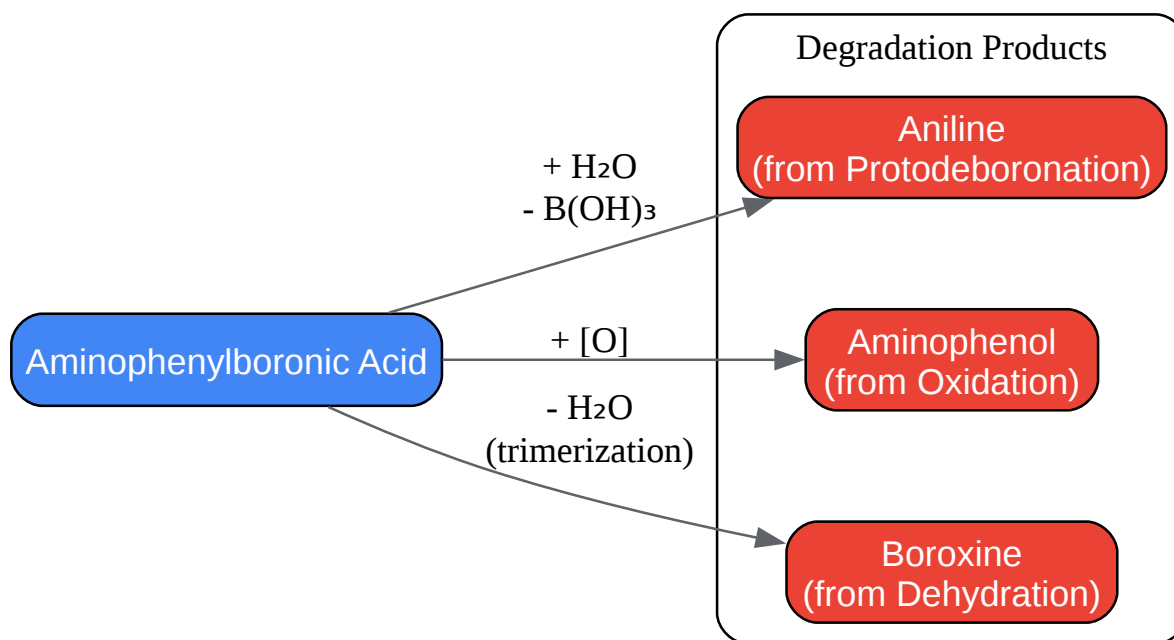 Degradation Products
Aniline
(from Protodeboronation)
+ H₂O
- B(OH)₃
Aminophenylboronic Acid
+ [O]
Aminophenol
(from Oxidation)
- H₂O
(trimerization)
Boroxine
(from Dehydration)